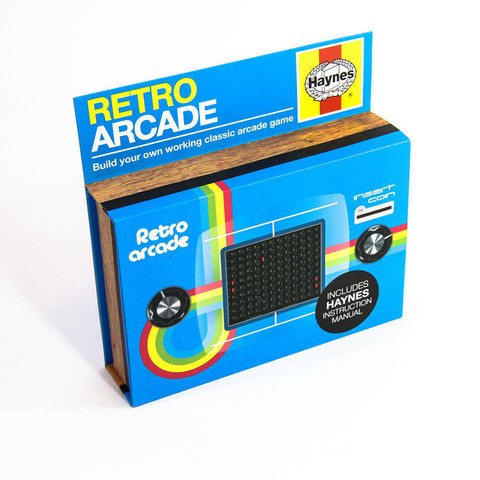 RETRO
ARCADE
Build your own working classic arcade game
Haynes
®
Retro
arcade
insert
coin
INCLUDES
HAYNES
INSTRUCTION
MANUAL